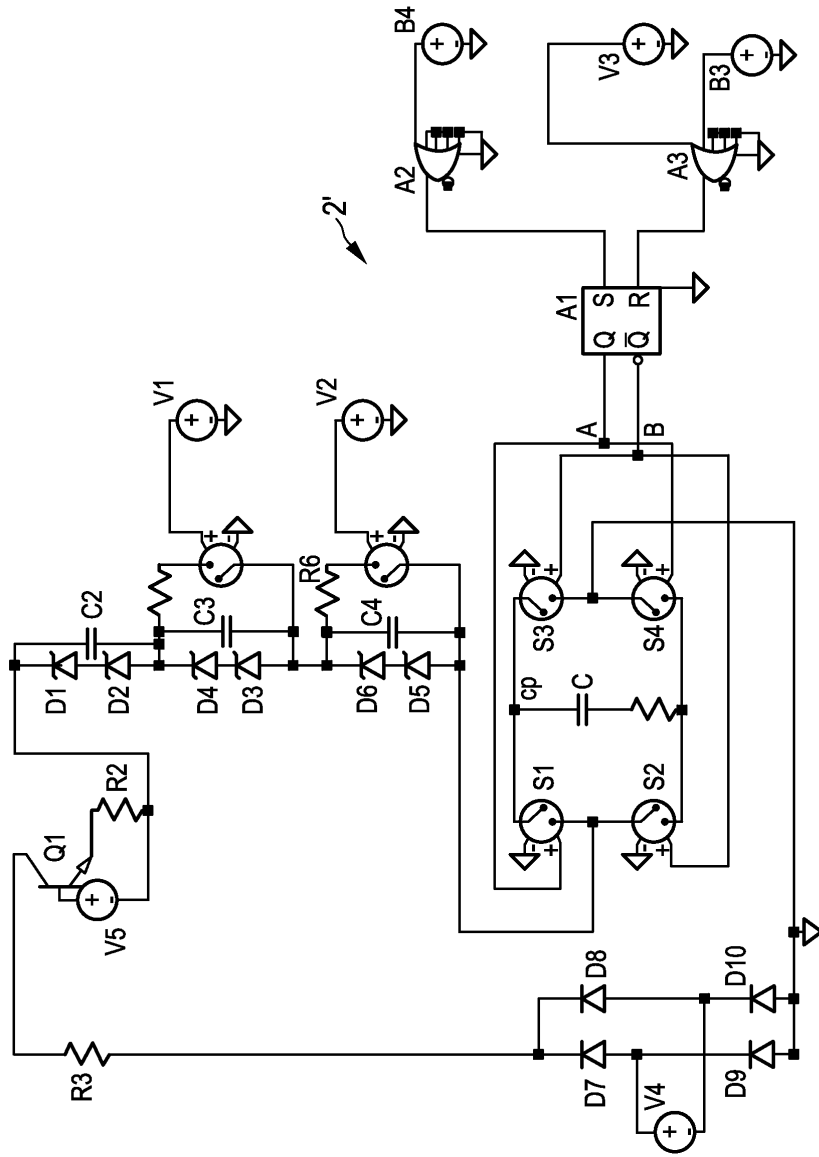 B4
V3
B3
A2
A3
2'
A1
S
R
Q
Q̅
V1
V2
A
B
C2
R6
C3
C4
D1
D2
D4
D3
D6
D5
S3
S4
cp
C
S1
S2
R2
Q1
V5
D8
D10
R3
D7
D9
V4
+
-
+
-
+
-
+
-
+
-
+
-
+
-
+
-
+
-
+
-
+
-
+
-
+
-